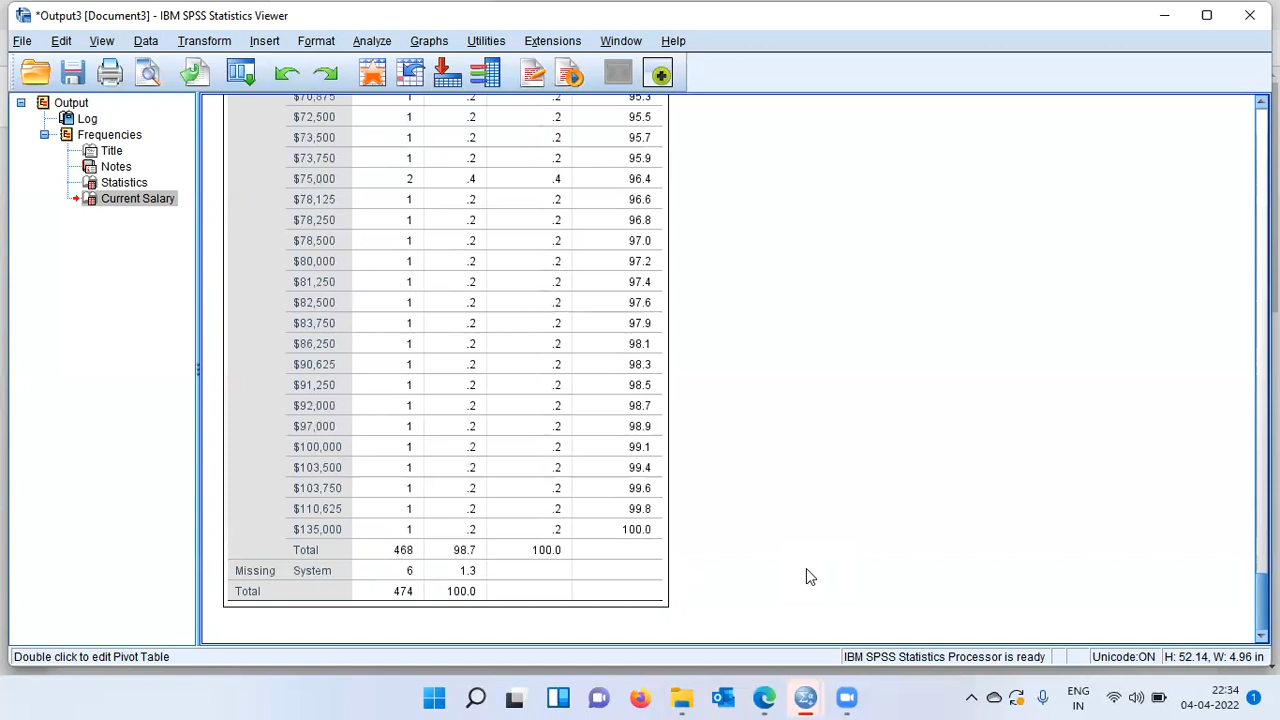 *Output3 [Document3] - IBM SPSS Statistics Viewer
File Edit View Data Transform Insert Format Analyze Graphs Utilities Extensions Window Help
Output
Log
Frequencies
Title
Notes
Statistics
Current Salary
$70,875 1 .2 .2 95.3
$72,500 1 .2 .2 95.5
$73,500 1 .2 .2 95.7
$73,750 1 .2 .2 95.9
$75,000 2 .4 .4 96.4
$78,125 1 .2 .2 96.6
$78,250 1 .2 .2 96.8
$78,500 1 .2 .2 97.0
$80,000 1 .2 .2 97.2
$81,250 1 .2 .2 97.4
$82,500 1 .2 .2 97.6
$83,750 1 .2 .2 97.9
$86,250 1 .2 .2 98.1
$90,625 1 .2 .2 98.3
$91,250 1 .2 .2 98.5
$92,000 1 .2 .2 98.7
$97,000 1 .2 .2 98.9
$100,000 1 .2 .2 99.1
$103,500 1 .2 .2 99.4
$103,750 1 .2 .2 99.6
$110,625 1 .2 .2 99.8
$135,000 1 .2 .2 100.0
Total 468 98.7 100.0
Missing System 6 1.3
Total 474 100.0
Double click to edit Pivot Table IBM SPSS Statistics Processor is ready Unicode:ON H: 52.14, W: 4.96 in
ENG 22:34
IN 04-04-2022 1